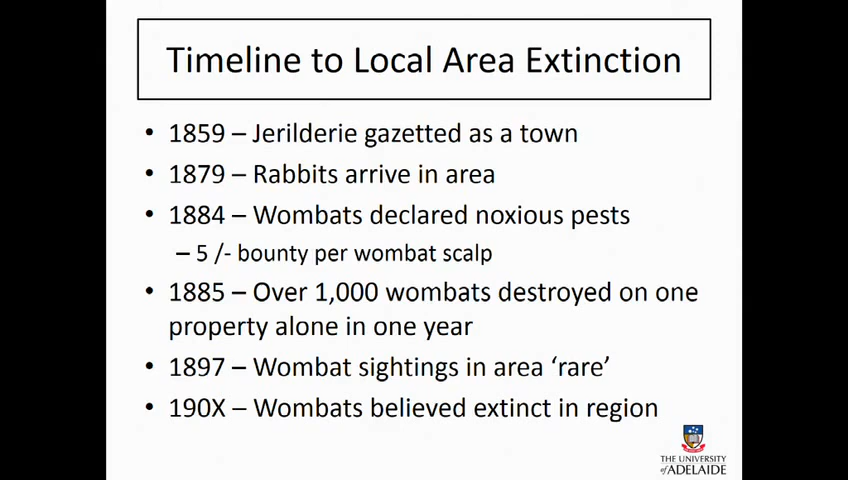 Timeline to Local Area Extinction
• 1859 – Jerilderie gazetted as a town
• 1879 – Rabbits arrive in area
• 1884 – Wombats declared noxious pests
– 5 /- bounty per wombat scalp
• 1885 – Over 1,000 wombats destroyed on one
property alone in one year
• 1897 – Wombat sightings in area ‘rare’
• 190X – Wombats believed extinct in region
THE UNIVERSITY
of ADELAIDE